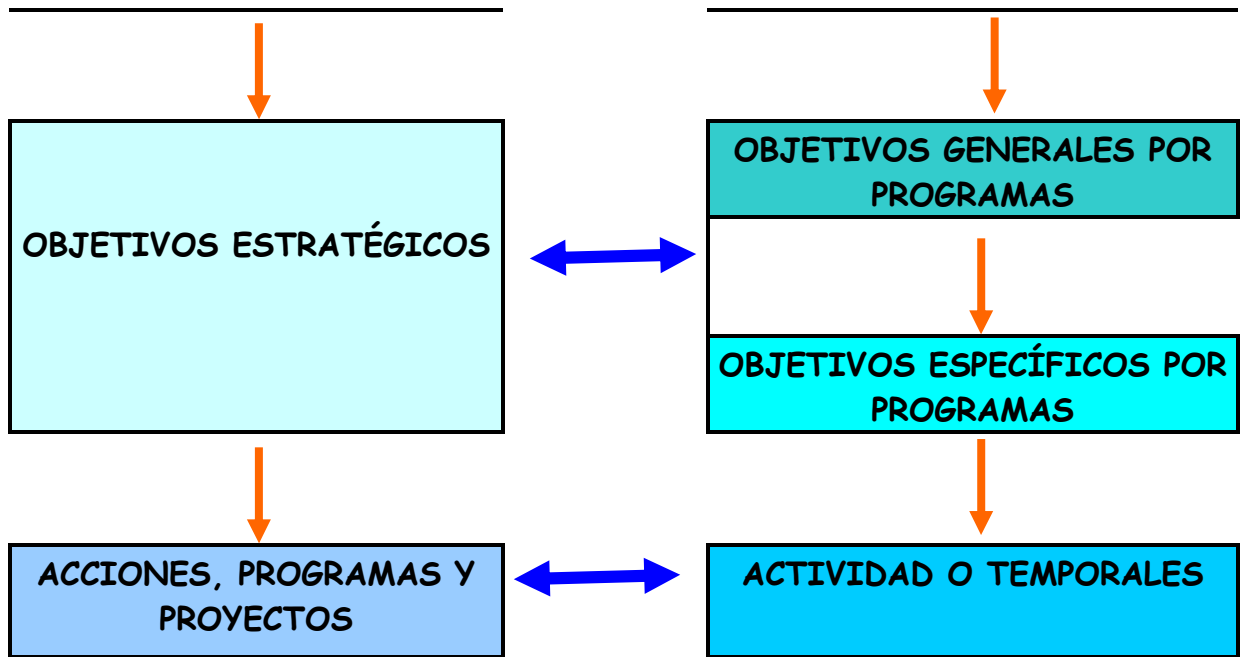 OBJETIVOS ESTRATÉGICOS
OBJETIVOS GENERALES POR
PROGRAMAS
OBJETIVOS ESPECÍFICOS POR
PROGRAMAS
ACCIONES, PROGRAMAS Y
PROYECTOS
ACTIVIDAD O TEMPORALES